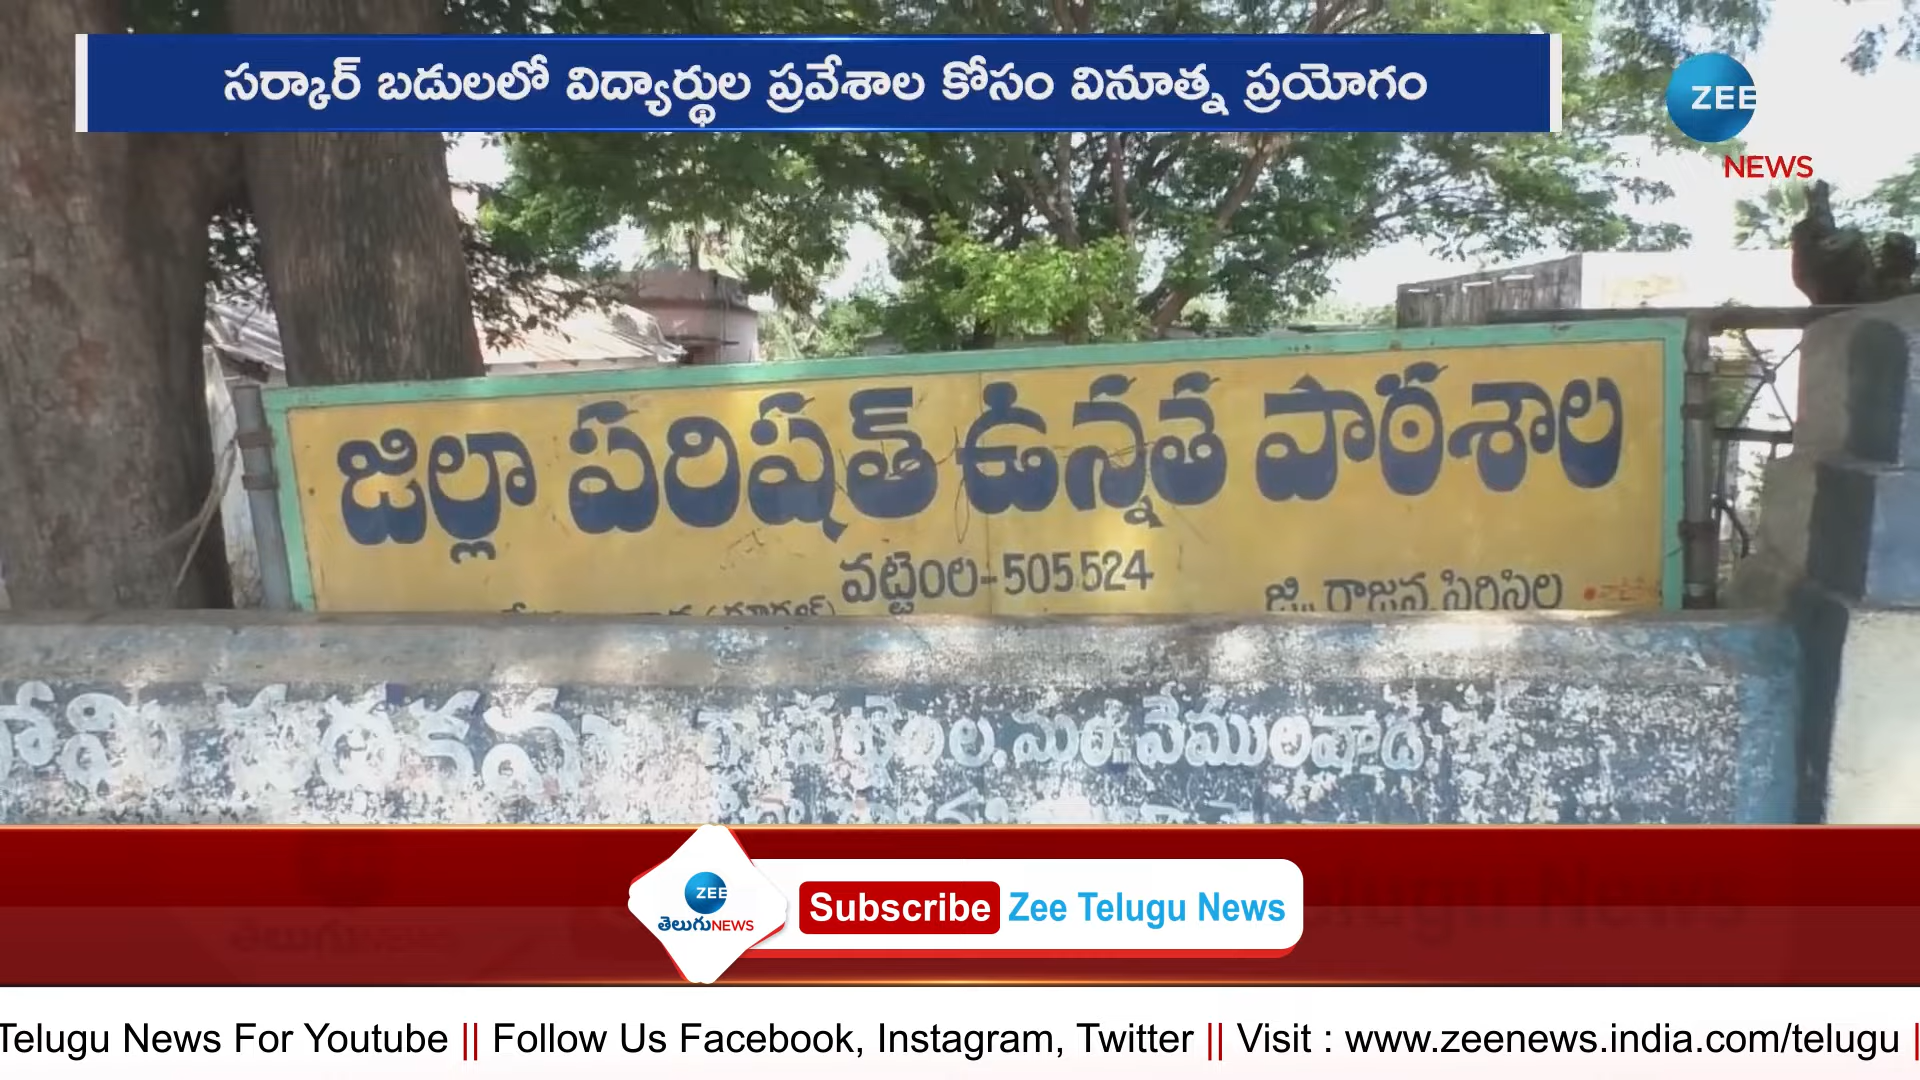 సర్కార్ బడులలో విద్యార్థుల ప్రవేశాల కోసం వినూత్న ప్రయోగం
ZEE
NEWS
జిల్లా పరిషత్ ఉన్నత పాఠశాల
వట్టెంల-505524
జి॥ రాజన్న సిరిసిల్ల
వట్టెంల, మం. వేములవాడ
ZEE
తెలుగు NEWS
Subscribe Zee Telugu News
Telugu News For Youtube || Follow Us Facebook, Instagram, Twitter || Visit : www.zeenews.india.com/telugu |